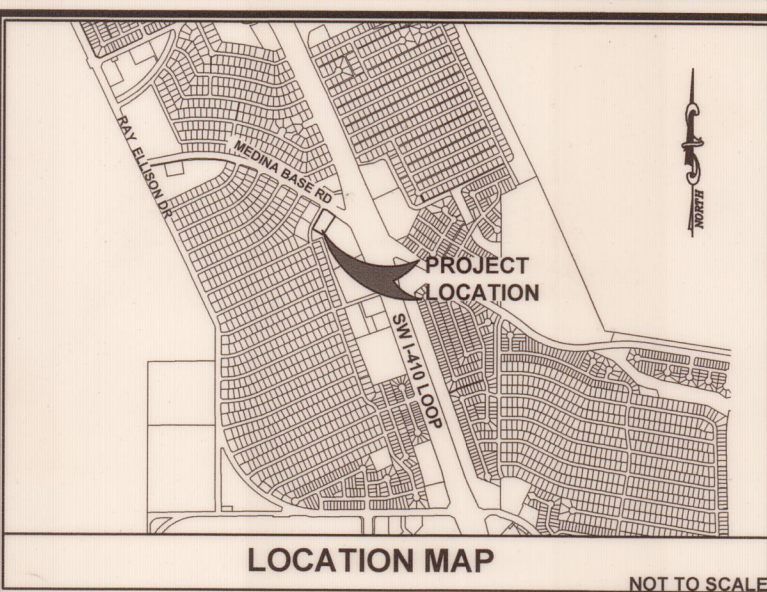 RAY ELLISON DR
MEDINA BASE RD
NORTH
PROJECT
LOCATION
SW I-410 LOOP
LOCATION MAP
NOT TO SCALE